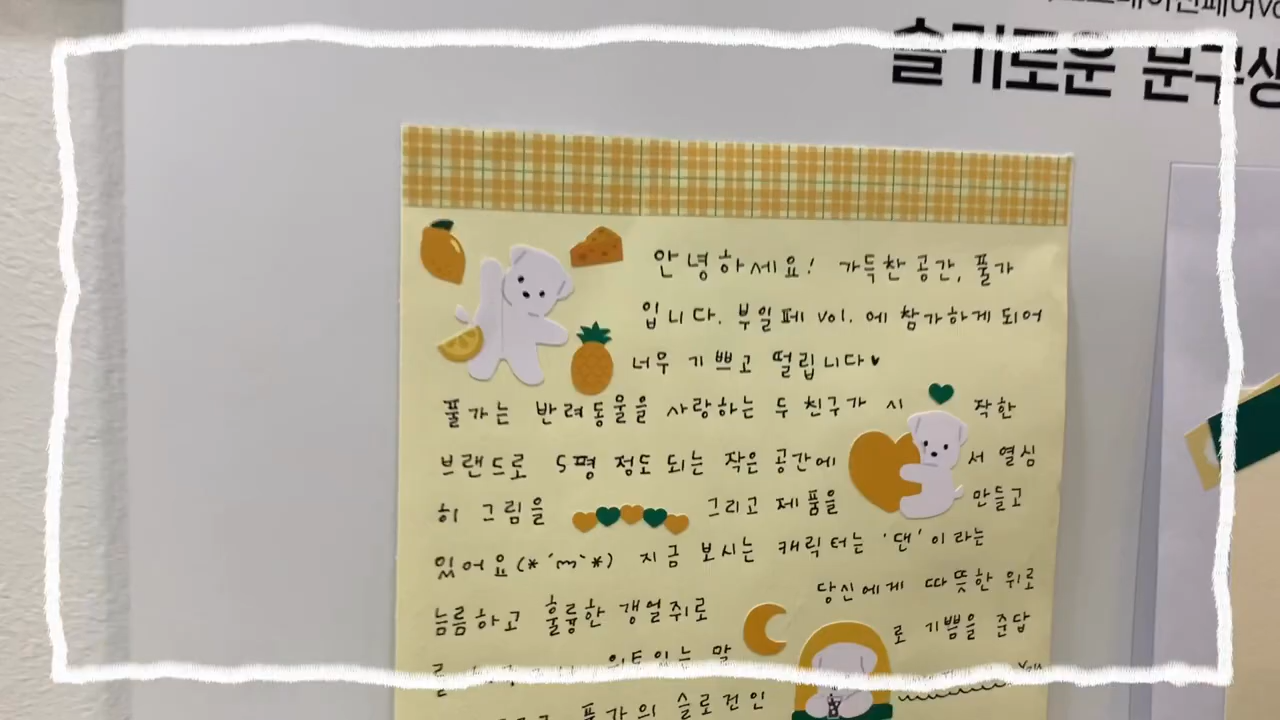 슬기로운 문구생
안녕하세요! 가득찬 공간, 풀가
입니다. 부일페 vol. 에 참가하게 되어
너무 기쁘고 떨립니다♥
풀가는 반려동물을 사랑하는 두 친구가 시작한
브랜드로 5평 정도 되는 작은 공간에서 열심
히 그림을 그리고 제품을 만들고
있어요(*´ω`*) 지금 보시는 캐릭터는 '댄'이라는
늠름하고 훌륭한 갱얼쥐로 당신에게 따뜻한 위로
로 기쁨을 준답
위트있는 말
풀가의 슬로건인